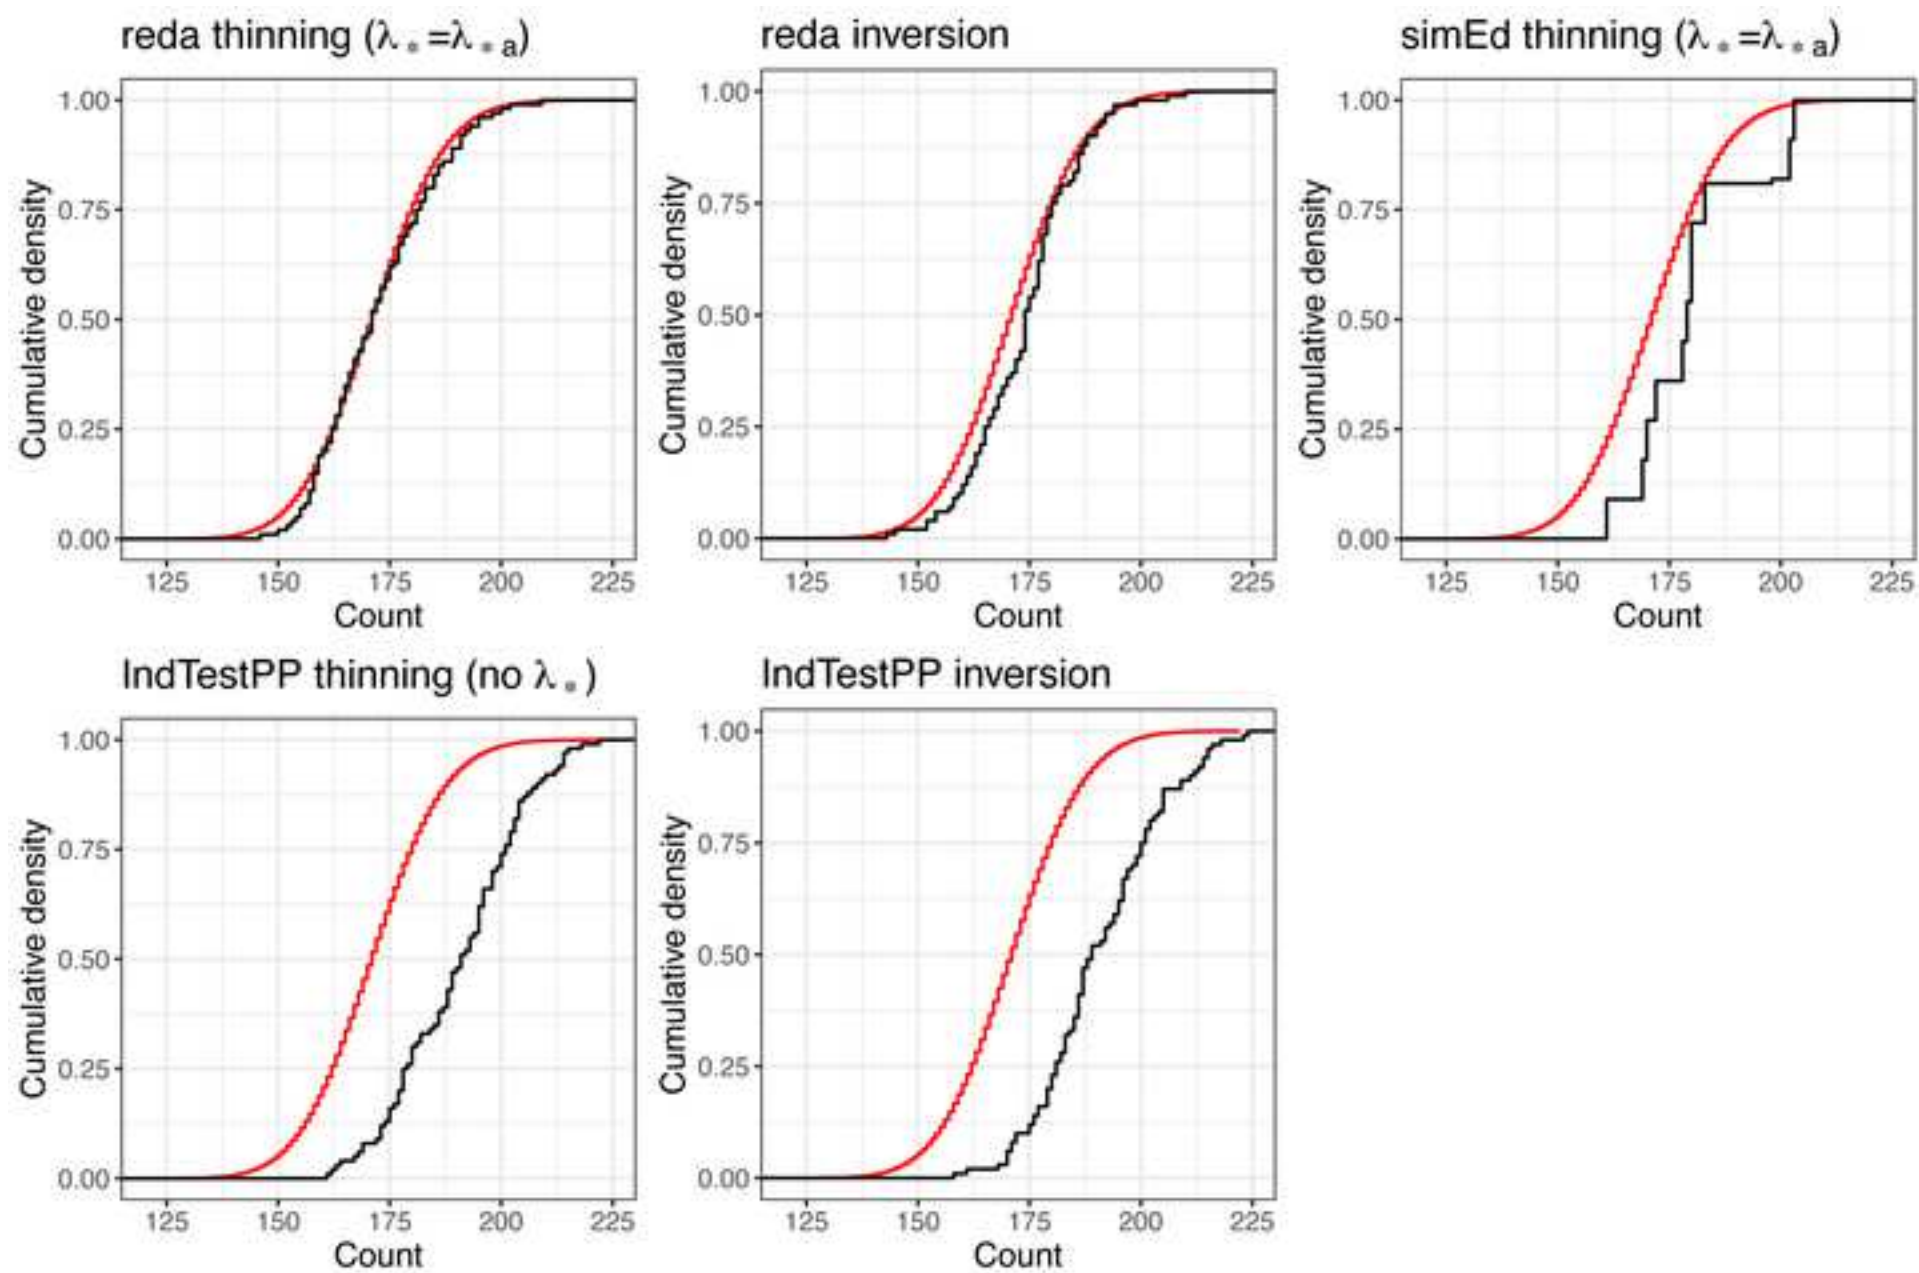 reda thinning (λ*=λ*a)
reda inversion
simEd thinning (λ*=λ*a)
Cumulative density
1.00
0.75
0.50
0.25
0.00
125 150 175 200 225
Count
Cumulative density
1.00
0.75
0.50
0.25
0.00
125 150 175 200 225
Count
Cumulative density
1.00
0.75
0.50
0.25
0.00
125 150 175 200 225
Count
IndTestPP thinning (no λ*)
IndTestPP inversion
Cumulative density
1.00
0.75
0.50
0.25
0.00
125 150 175 200 225
Count
Cumulative density
1.00
0.75
0.50
0.25
0.00
125 150 175 200 225
Count